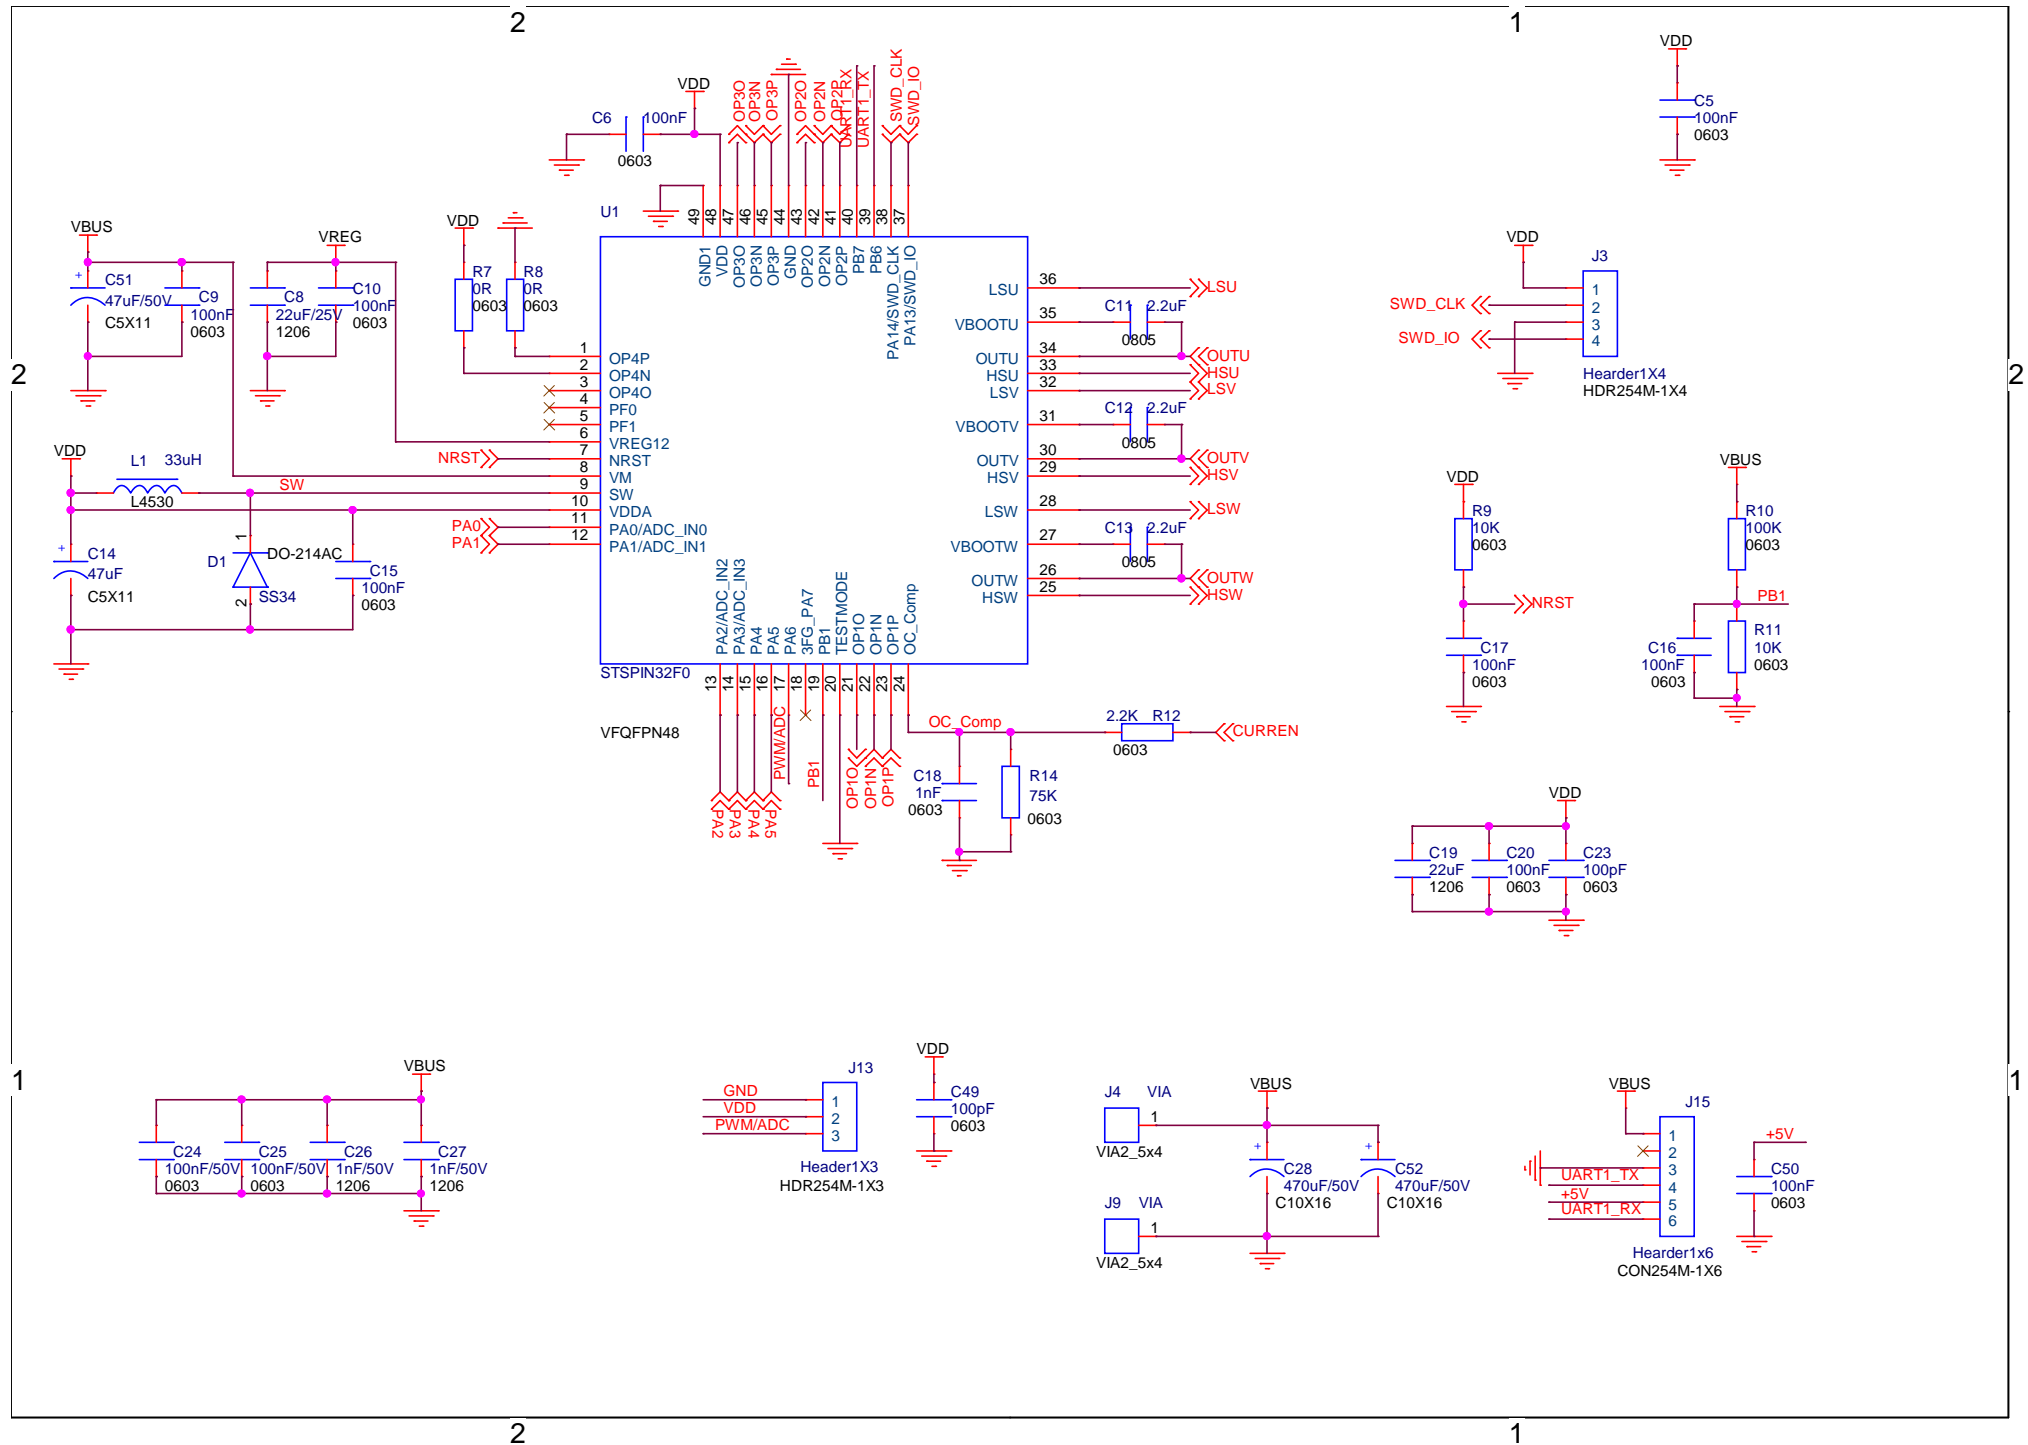 2
1
VDD
C5
100nF
0603
VDD
C6
100nF
0603
OP3O
OP3N
OP3P
OP2O
OP2N
OP2P
UART1_RX
UART1_TX
SWD_CLK
SWD_IO
U1
49
48
47
46
45
44
43
42
41
40
39
38
37
GND1
VDD
OP3O
OP3N
OP3P
GND
OP2O
OP2N
OP2P
PB7
PB6
PA14/SWD_CLK
PA13/SWD_IO
VBUS
+
C51
47uF/50V
C5X11
C9
100nF
0603
VREG
C8
22uF/25V
1206
C10
100nF
0603
VDD
R7
0R
0603
R8
0R
0603
1 OP4P
2 OP4N
3 OP4O
4 PF0
5 PF1
6 VREG12
NRST 7 NRST
8 VM
SW 9 SW
10 VDDA
PA0 11 PA0/ADC_IN0
PA1 12 PA1/ADC_IN1
LSU 36 LSU
VBOOTU 35 C11 2.2uF
0805
OUTU 34 OUTU
HSU 33 HSU
LSV 32 LSV
VBOOTV 31 C12 2.2uF
0805
OUTV 30 OUTV
HSV 29 HSV
LSW 28 LSW
VBOOTW 27 C13 2.2uF
0805
OUTW 26 OUTW
HSW 25 HSW
VDD
J3
SWD_CLK
SWD_IO
1
2
3
4
Hearder1X4
HDR254M-1X4
2
2
VDD
L1 33uH
L4530
+
C14
47uF
C5X11
D1
1
2
DO-214AC
SS34
C15
100nF
0603
PA2/ADC_IN2
PA3/ADC_IN3
PA4
PA5
PA6
3FG_PA7
PB1
TESTMODE
OP1O
OP1N
OP1P
OC_Comp
STSPIN32F0
13
14
15
16
17
18
19
20
21
22
23
24
VFQFPN48
PA2
PA3
PA4
PA5
PWM/ADC
PB1
OP1O
OP1N
OP1P
OC_Comp
2.2K R12
0603
CURREN
C18
1nF
0603
R14
75K
0603
VDD
R9
10K
0603
NRST
C17
100nF
0603
VBUS
R10
100K
0603
PB1
C16
100nF
0603
R11
10K
0603
VDD
C19
22uF
1206
C20
100nF
0603
C23
100pF
0603
1
1
VBUS
C24
100nF/50V
0603
C25
100nF/50V
0603
C26
1nF/50V
1206
C27
1nF/50V
1206
J13
GND
VDD
PWM/ADC
1
2
3
Header1X3
HDR254M-1X3
VDD
C49
100pF
0603
J4 VIA
1
VIA2_5x4
J9 VIA
1
VIA2_5x4
VBUS
+
C28
470uF/50V
C10X16
+
C52
470uF/50V
C10X16
VBUS
J15
UART1_TX
+5V
UART1_RX
1
2
3
4
5
6
Hearder1x6
CON254M-1X6
+5V
C50
100nF
0603
2
1